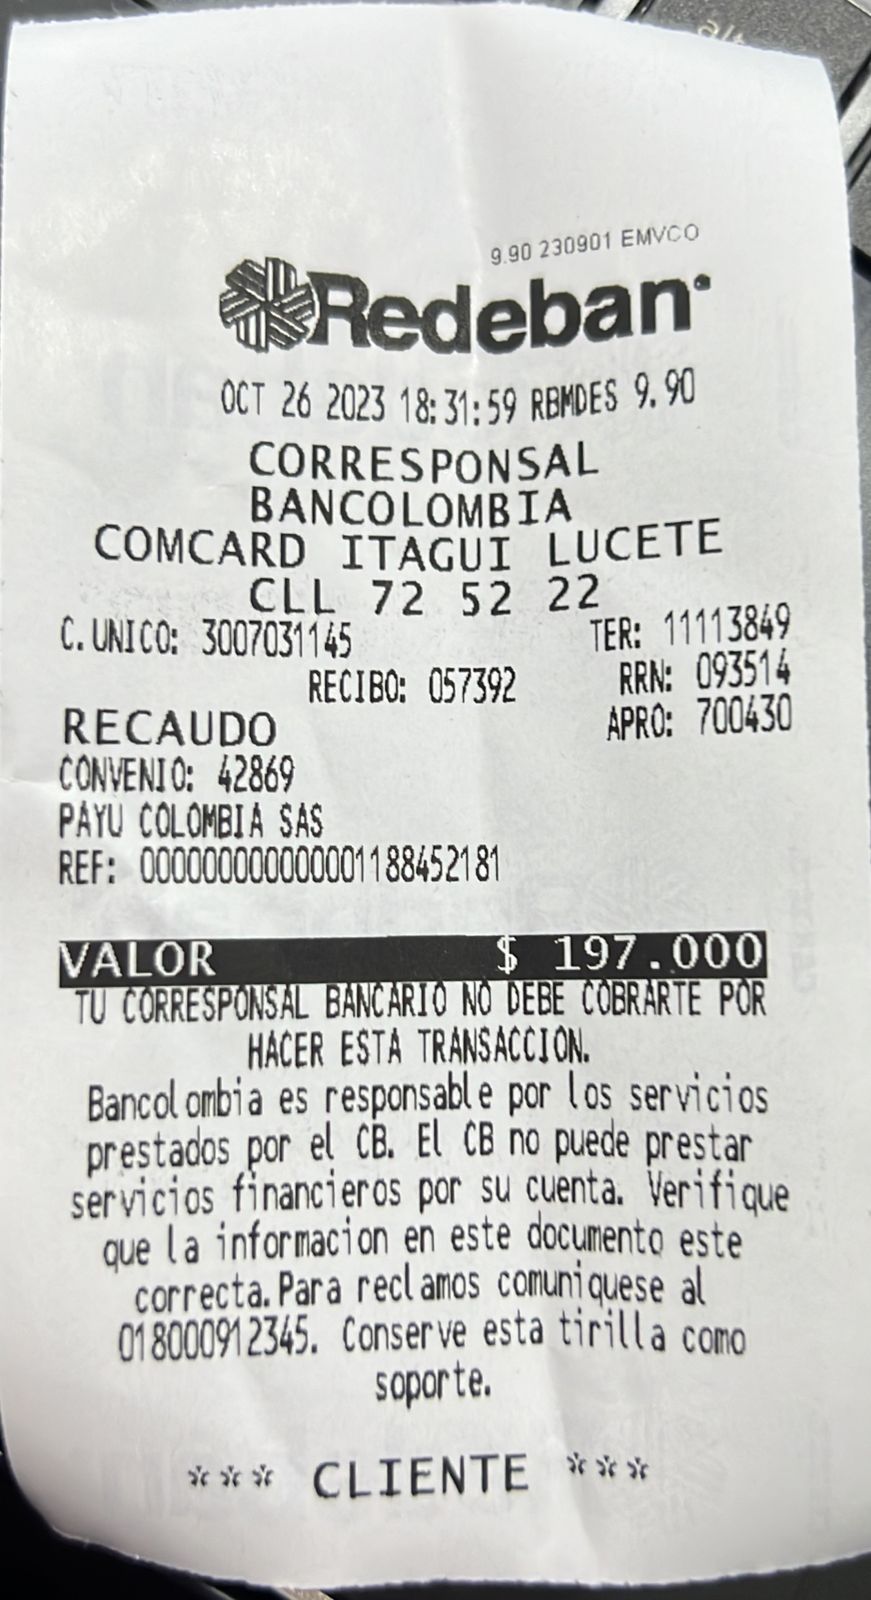 alt
9.90 230901 EMVCO
Redeban
OCT 26 2023 18:31:59 RBMDES 9.90
CORRESPONSAL
BANCOLOMBIA
COMCARD ITAGUI LUCETE
CLL 72 52 22
C.UNICO: 3007031145 TER: 11113849
RECIBO: 057392 RRN: 093514
RECAUDO APRO: 700430
CONVENIO: 42869
PAYU COLOMBIA SAS
REF: 00000000000001188452181
VALOR $ 197.000
TU CORRESPONSAL BANCARIO NO DEBE COBRARTE POR
HACER ESTA TRANSACCION.
Bancolombia es responsable por los servicios
prestados por el CB. El CB no puede prestar
servicios financieros por su cuenta. Verifique
que la informacion en este documento este
correcta.Para reclamos comuniquese al
018000912345. Conserve esta tirilla como
soporte.
*** CLIENTE ***